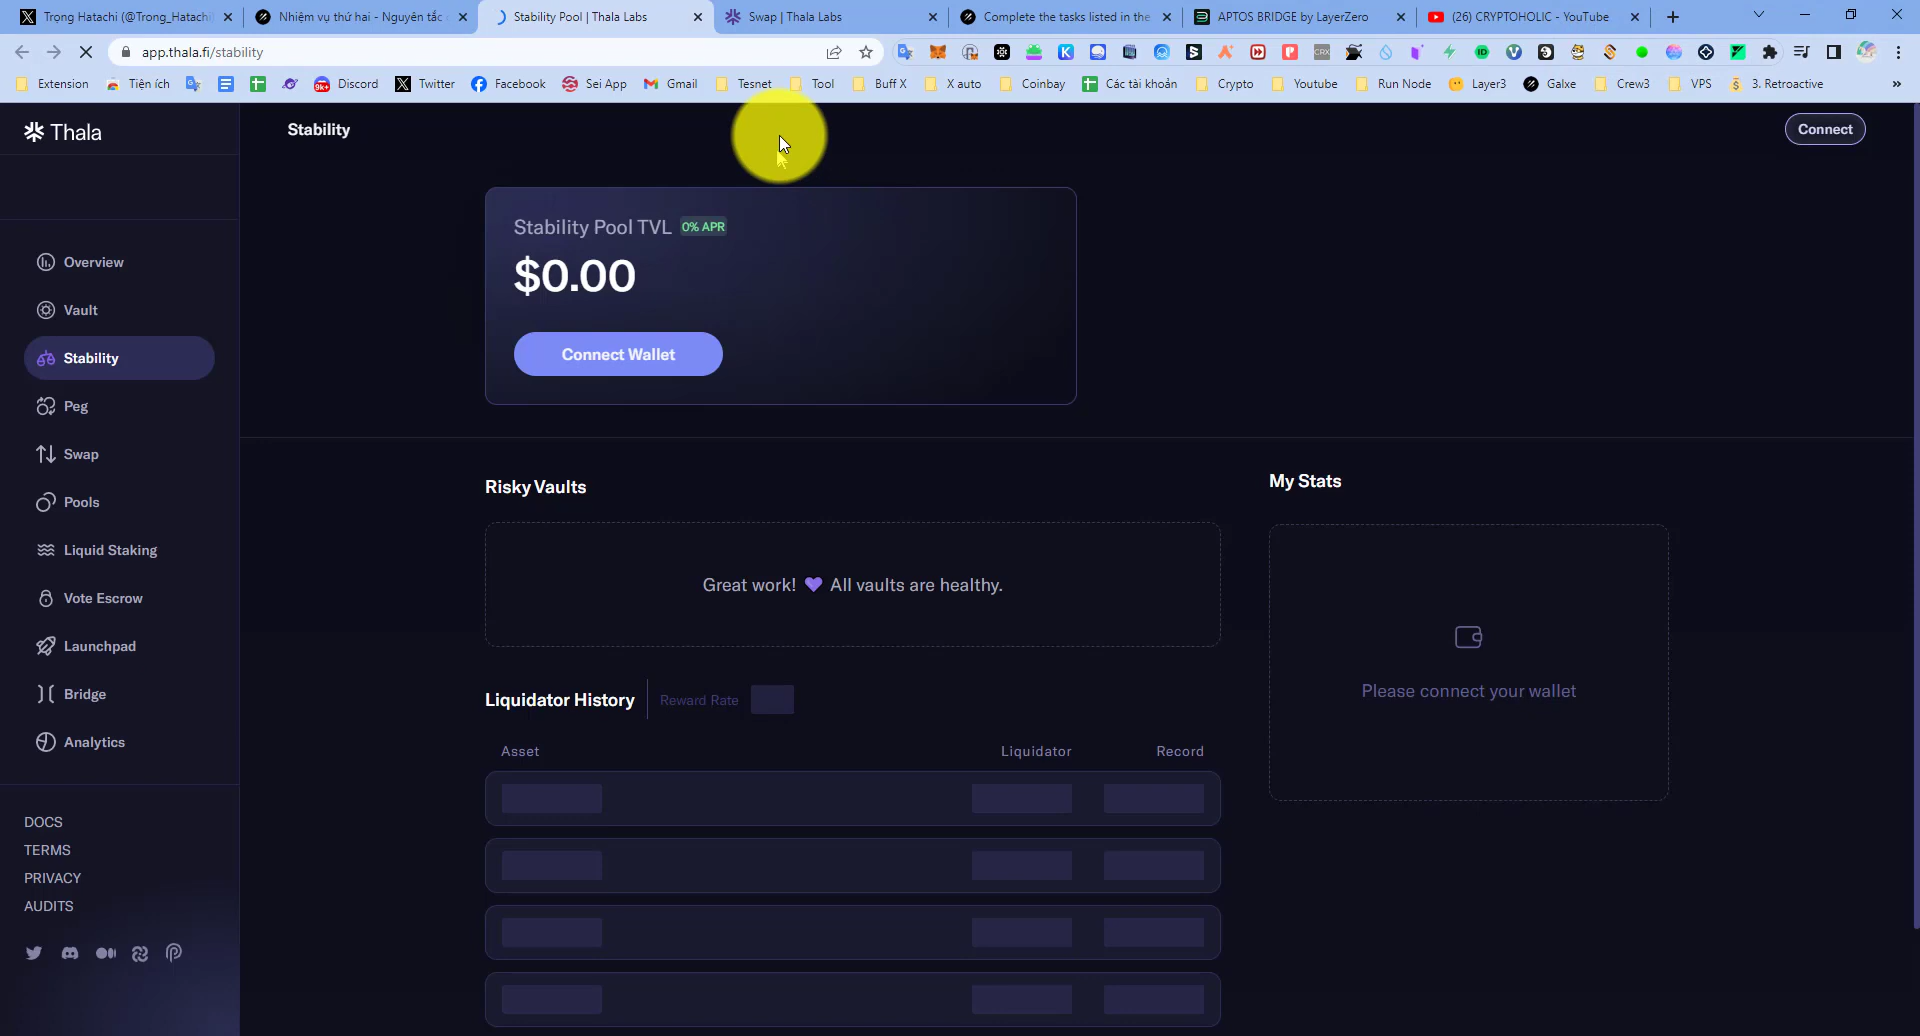 Trọng Hatachi (@Trong_Hatachi)
Nhiệm vụ thứ hai - Nguyên tắc
Stability Pool | Thala Labs
Swap | Thala Labs
Complete the tasks listed in the
APTOS BRIDGE by LayerZero
(26) CRYPTOHOLIC - YouTube
app.thala.fi/stability
Extension
Tiện ích
9k+
Discord
Twitter
Facebook
Sei App
Gmail
Tesnet
Tool
Buff X
X auto
Coinbay
Các tài khoản
Crypto
Youtube
Run Node
Layer3
Galxe
Crew3
VPS
3. Retroactive
Thala
Stability
Connect
Overview
Vault
Stability
Peg
Swap
Pools
Liquid Staking
Vote Escrow
Launchpad
Bridge
Analytics
DOCS
TERMS
PRIVACY
AUDITS
Stability Pool TVL 0% APR
$0.00
Connect Wallet
Risky Vaults
Great work! 💜 All vaults are healthy.
My Stats
Please connect your wallet
Liquidator History
Reward Rate
Asset Liquidator Record